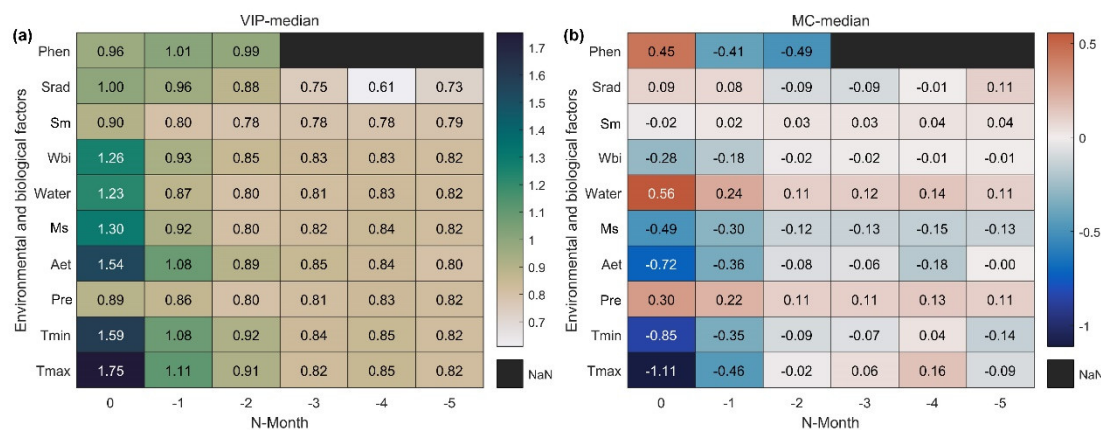 VIP-median
(a)
Environmental and biological factors
Phen 0.96 1.01 0.99
Srad 1.00 0.96 0.88 0.75 0.61 0.73
Sm 0.90 0.80 0.78 0.78 0.78 0.79
Wbi 1.26 0.93 0.85 0.83 0.83 0.82
Water 1.23 0.87 0.80 0.81 0.83 0.82
Ms 1.30 0.92 0.80 0.82 0.84 0.82
Aet 1.54 1.08 0.89 0.85 0.84 0.80
Pre 0.89 0.86 0.80 0.81 0.83 0.82
Tmin 1.59 1.08 0.92 0.84 0.85 0.82
Tmax 1.75 1.11 0.91 0.82 0.85 0.82
0 -1 -2 -3 -4 -5
N-Month
1.7
1.6
1.5
1.4
1.3
1.2
1.1
1
0.9
0.8
0.7
NaN
MC-median
(b)
Environmental and biological factors
Phen 0.45 -0.41 -0.49
Srad 0.09 0.08 -0.09 -0.09 -0.01 0.11
Sm -0.02 0.02 0.03 0.03 0.04 0.04
Wbi -0.28 -0.18 -0.02 -0.02 -0.01 -0.01
Water 0.56 0.24 0.11 0.12 0.14 0.11
Ms -0.49 -0.30 -0.12 -0.13 -0.15 -0.13
Aet -0.72 -0.36 -0.08 -0.06 -0.18 -0.00
Pre 0.30 0.22 0.11 0.11 0.13 0.11
Tmin -0.85 -0.35 -0.09 -0.07 0.04 -0.14
Tmax -1.11 -0.46 -0.02 0.06 0.16 -0.09
0 -1 -2 -3 -4 -5
N-Month
0.5
0
-0.5
-1
NaN